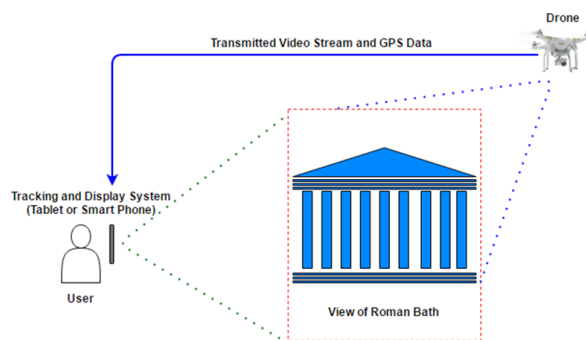 Drone
Transmitted Video Stream and GPS Data
Tracking and Display System
(Tablet or Smart Phone)
User
View of Roman Bath